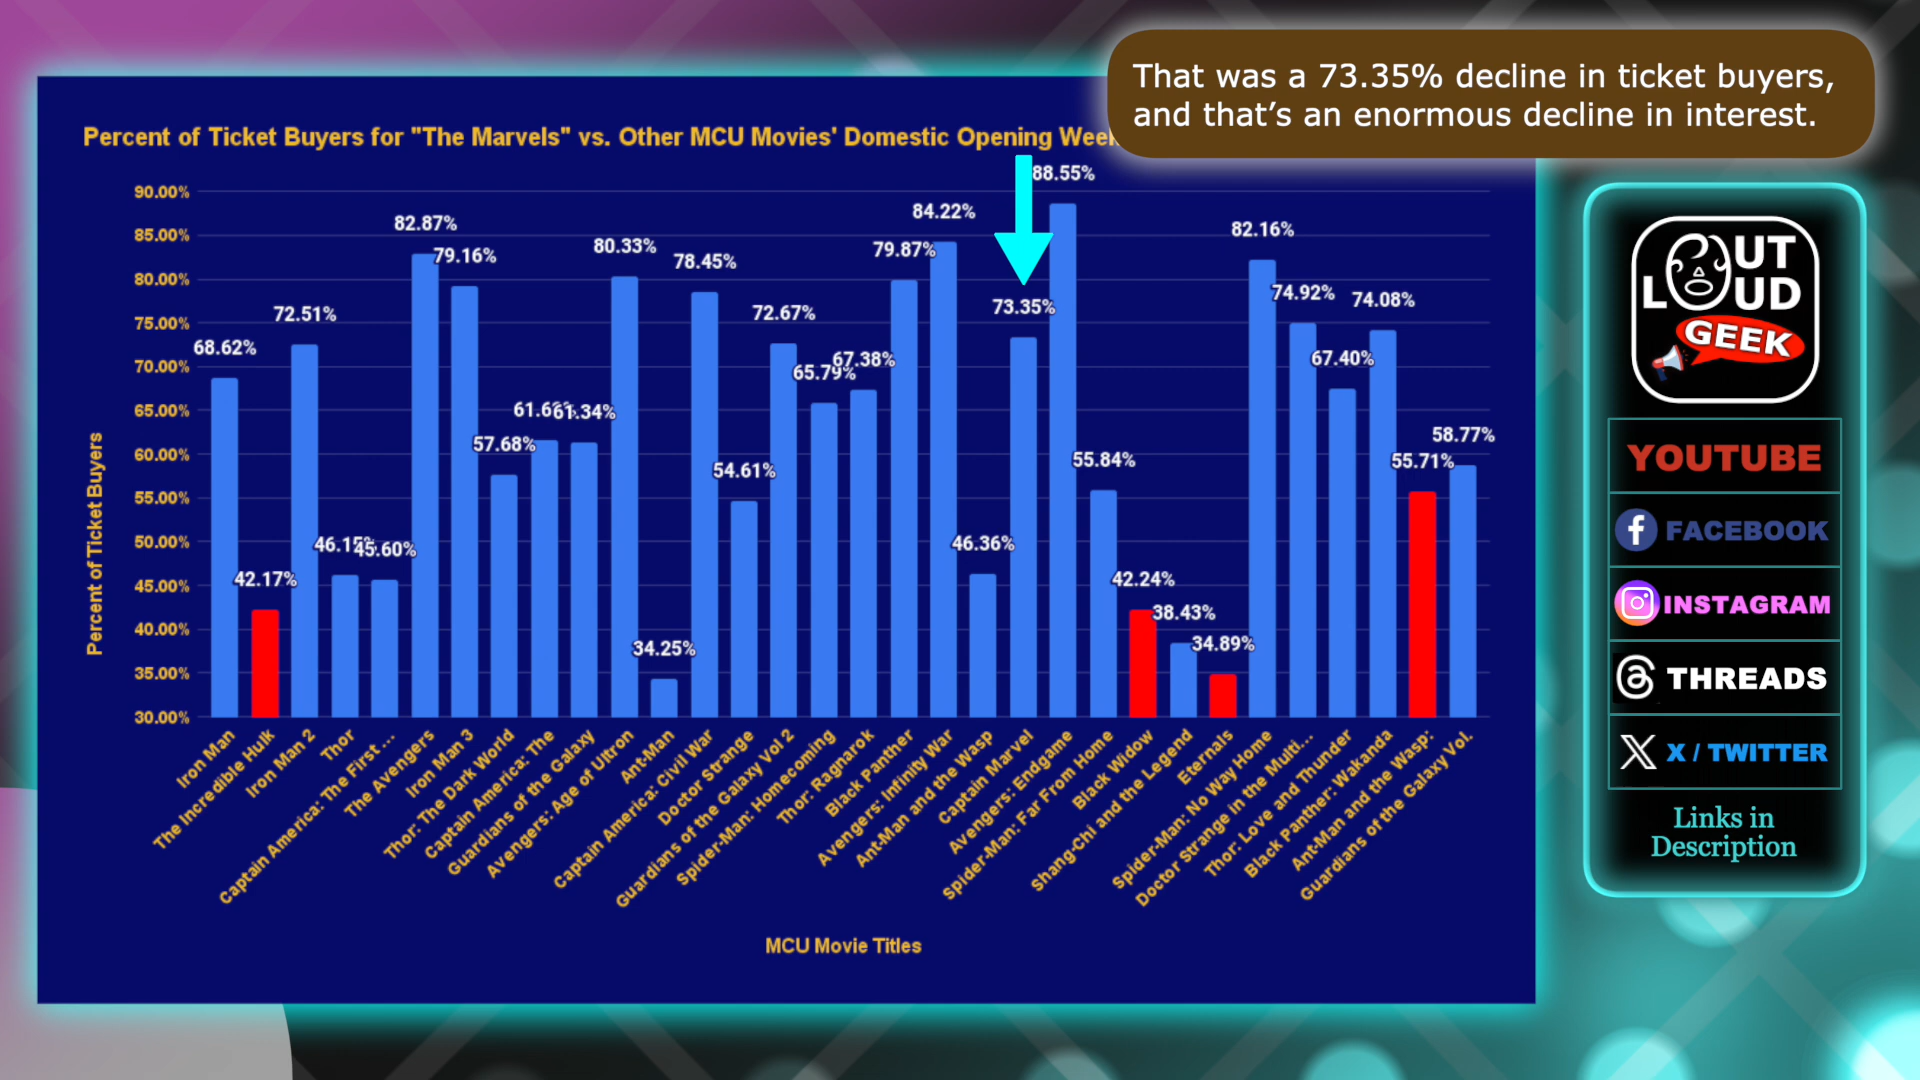 That was a 73.35% decline in ticket buyers,
and that's an enormous decline in interest.
Percent of Ticket Buyers for "The Marvels" vs. Other MCU Movies' Domestic Opening
Percent of Ticket Buyers
90.00%
85.00%
80.00%
75.00%
70.00%
65.00%
60.00%
55.00%
50.00%
45.00%
40.00%
35.00%
30.00%
68.62%
42.17%
72.51%
45.60%
82.87%
79.16%
57.68%
61.34%
80.33%
34.25%
78.45%
54.61%
72.67%
65.79%
67.38%
79.87%
84.22%
46.36%
73.35%
88.55%
55.84%
42.24%
38.43%
34.89%
82.16%
74.92%
67.40%
74.08%
55.71%
58.77%
Iron Man
The Incredible Hulk
Iron Man 2
Thor
Captain America: The First ...
The Avengers
Iron Man 3
Thor: The Dark World
Captain America: The
Guardians of the Galaxy
Avengers: Age of Ultron
Ant-Man
Captain America: Civil War
Doctor Strange
Guardians of the Galaxy Vol 2
Spider-Man: Homecoming
Thor: Ragnarok
Black Panther
Avengers: Infinity War
Ant-Man and the Wasp
Captain Marvel
Avengers: Endgame
Spider-Man: Far From Home
Black Widow
Shang-Chi and the Legend
Eternals
Spider-Man: No Way Home
Doctor Strange in the Multi...
Thor: Love and Thunder
Black Panther: Wakanda
Ant-Man and the Wasp:
Guardians of the Galaxy Vol.
MCU Movie Titles
OUT
LOUD
GEEK
YOUTUBE
FACEBOOK
INSTAGRAM
THREADS
X / TWITTER
Links in
Description